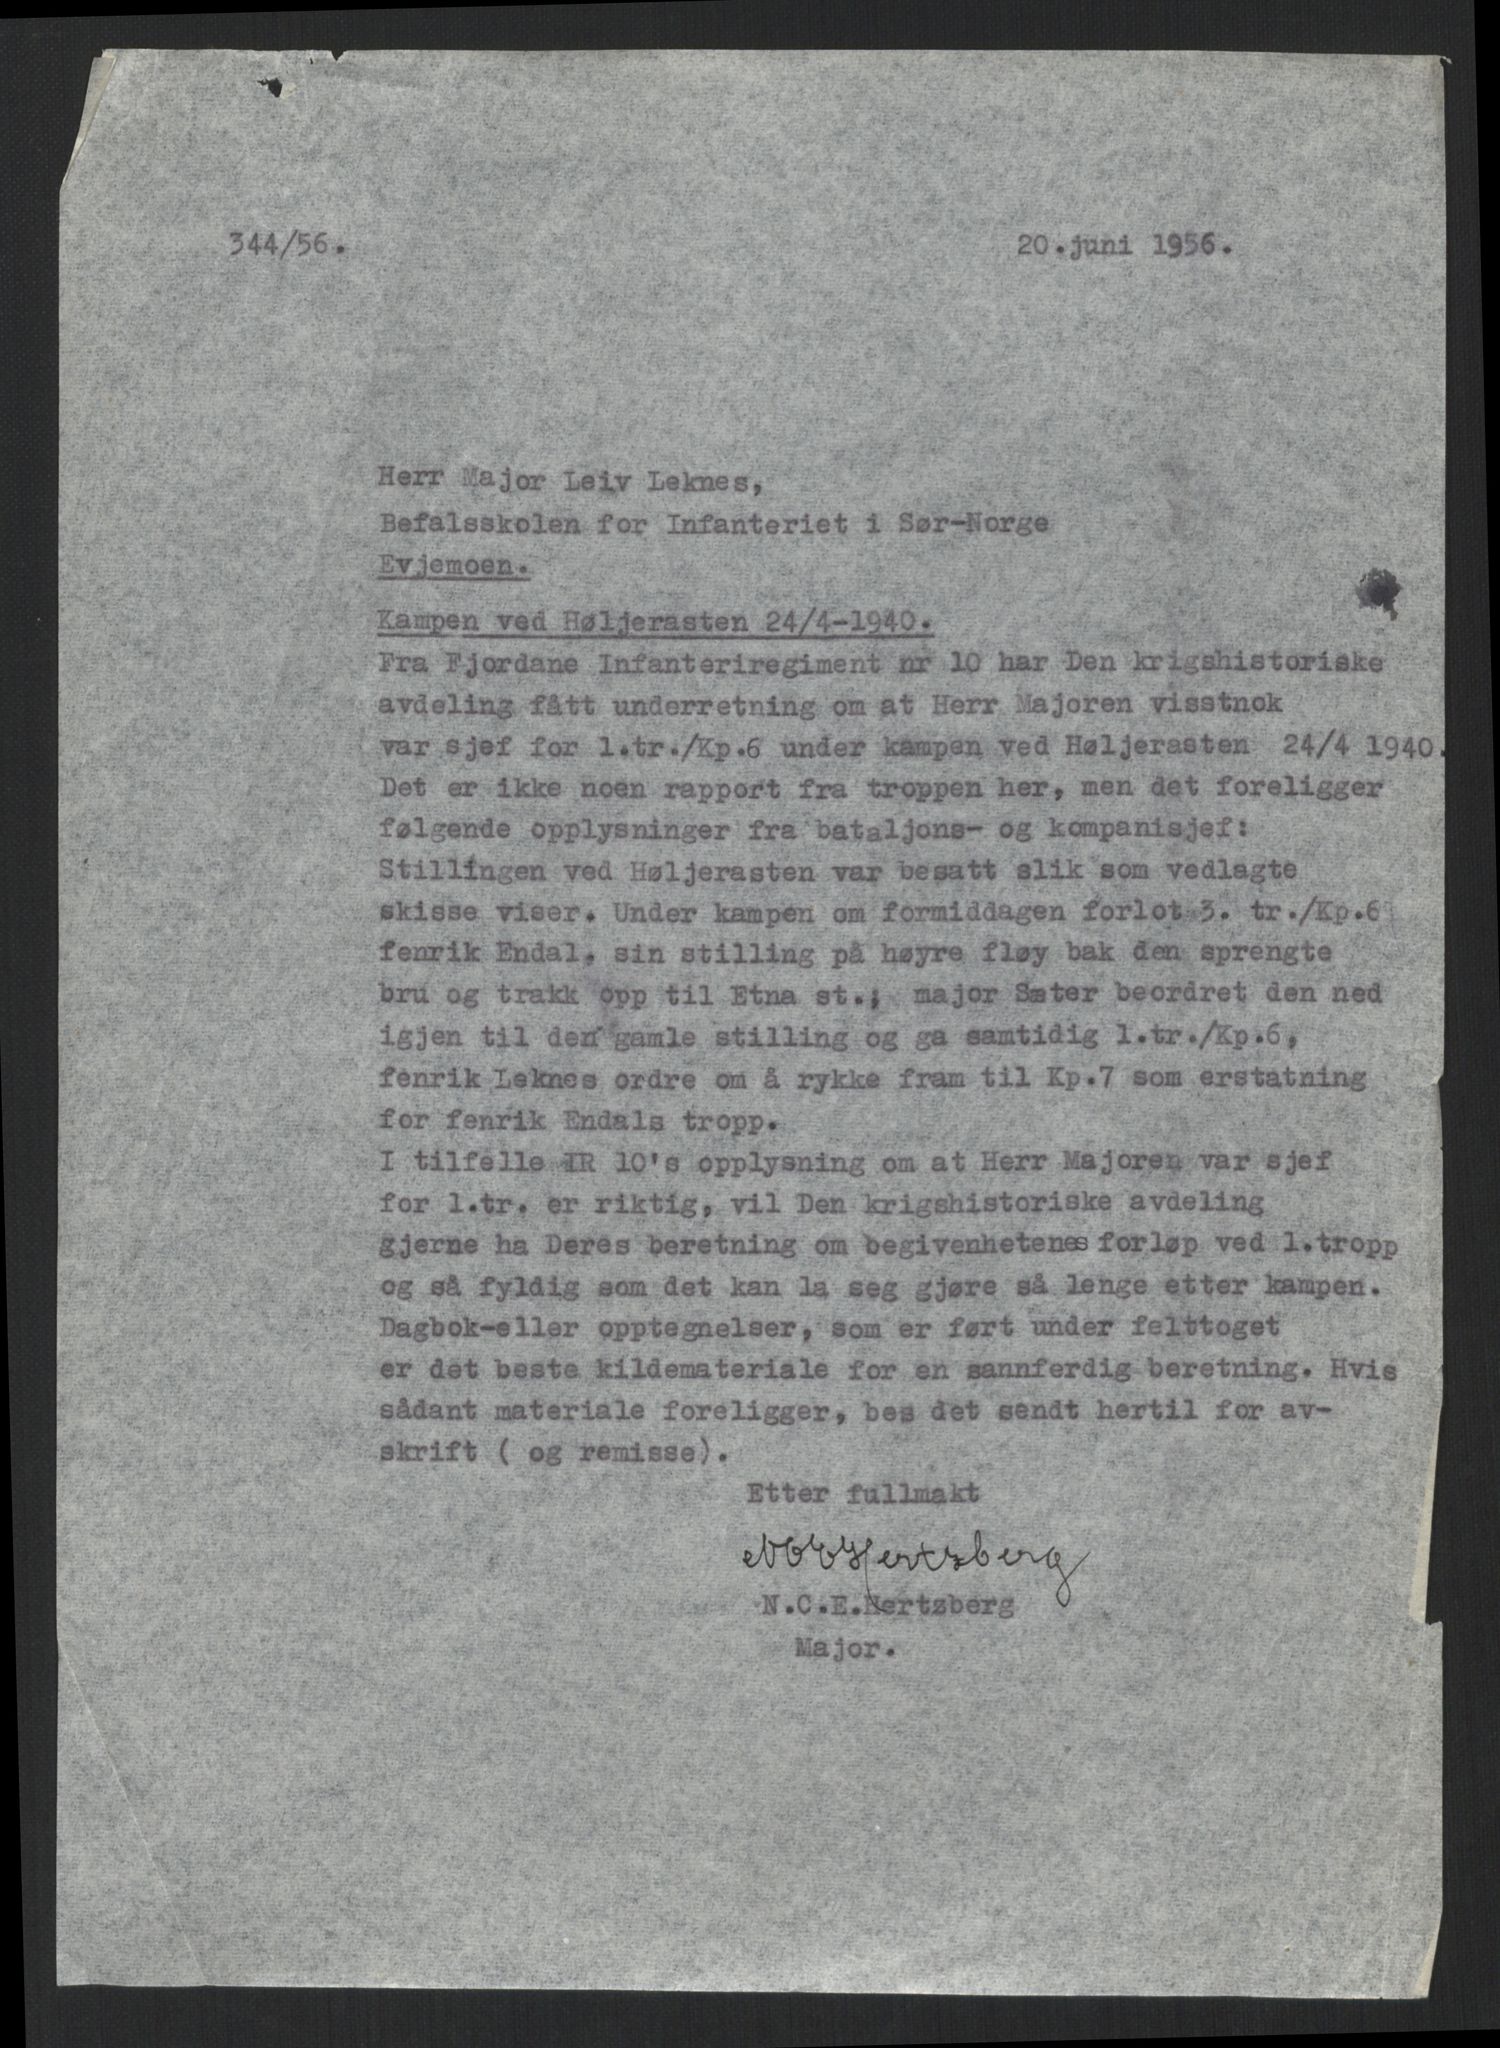 344/56.
20.juni 1956.
Herr Major Leiv Leknes,
Befalsskolen for Infanteriet i Sør-Norge
Evjemoen.
Kampen ved Høljerasten 24/4-1940.
Fra Fjordane Infanteriregiment nr 10 har Den krigshistoriske
avdeling fått underretning om at Herr Majoren visstnok
var sjef for 1.tr./Kp.6 under kampen ved Høljerasten 24/4 1940.
Det er ikke noen rapport fra troppen her, men det foreligger
følgende opplysninger fra bataljons- og kompanisjef:
Stillingen ved Høljerasten var besatt slik som vedlagte
skisse viser. Under kampen om formiddagen forlot 3. tr./Kp.6
fenrik Endal. sin stilling på høyre fløy bak den sprengte
bru og trakk opp til Etna st.; major Sæter beordret den ned
igjen til den gamle stilling og ga samtidig 1.tr./Kp.6,
fenrik Leknes ordre om å rykke fram til Kp.7 som erstatning
for fenrik Endals tropp.
I tilfelle IR 10's opplysning om at Herr Majoren var sjef
for 1.tr. er riktig, vil Den krigshistoriske avdeling
gjerne ha Deres beretning om begivenhetenes forløp ved 1.tropp
og så fyldig som det kan la seg gjøre så lenge etter kampen.
Dagbok-eller opptegnelser, som er ført under felttoget
er det beste kildemateriale for en sannferdig beretning. Hvis
sådant materiale foreligger, bes det sendt hertil for av-
skrift ( og remisse).
Etter fullmakt
NCEHertzberg
N.C.E.Hertzberg
Major.